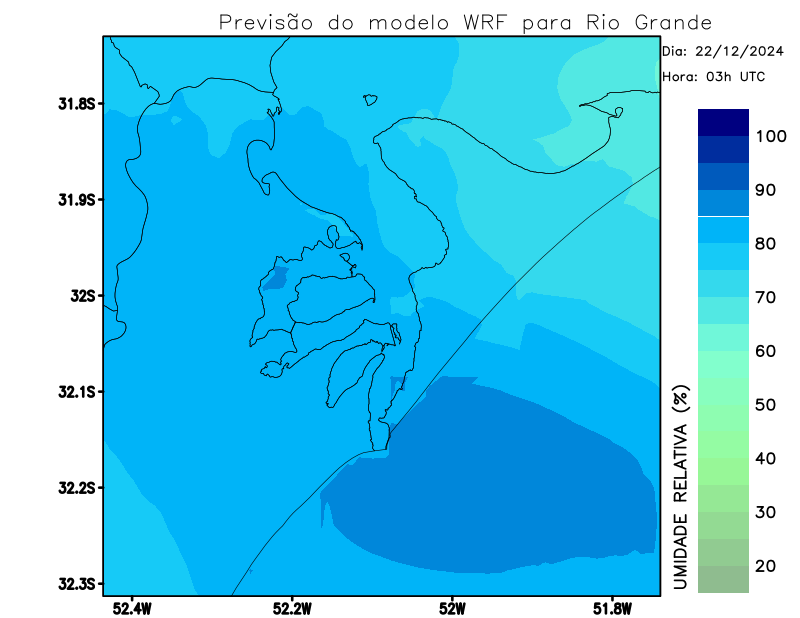 Previsão do modelo WRF para Rio Grande
Dia: 22/12/2024
Hora: 03h UTC
31.8S
31.9S
32S
32.1S
32.2S
32.3S
52.4W
52.2W
52W
51.8W
UMIDADE RELATIVA (%)
100
90
80
70
60
50
40
30
20